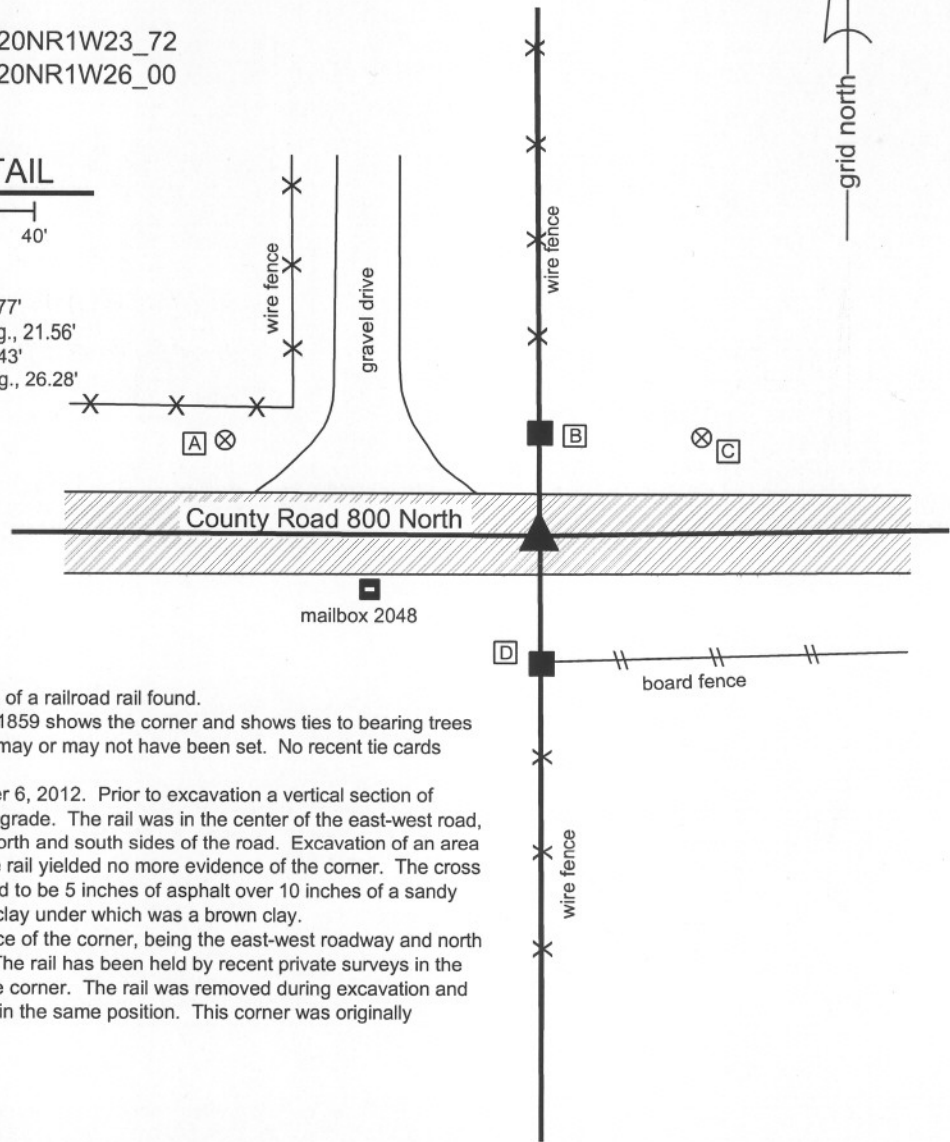 20NR1W23_72
20NR1W26_00
TAIL
40'
77'
g., 21.56'
43'
g., 26.28'
grid north
wire fence
gravel drive
wire fence
A
B
C
County Road 800 North
mailbox 2048
D
board fence
wire fence
of a railroad rail found.
1859 shows the corner and shows ties to bearing trees
may or may not have been set. No recent tie cards
er 6, 2012. Prior to excavation a vertical section of
grade. The rail was in the center of the east-west road,
orth and south sides of the road. Excavation of an area
e rail yielded no more evidence of the corner. The cross
d to be 5 inches of asphalt over 10 inches of a sandy
clay under which was a brown clay.
ce of the corner, being the east-west roadway and north
The rail has been held by recent private surveys in the
e corner. The rail was removed during excavation and
in the same position. This corner was originally